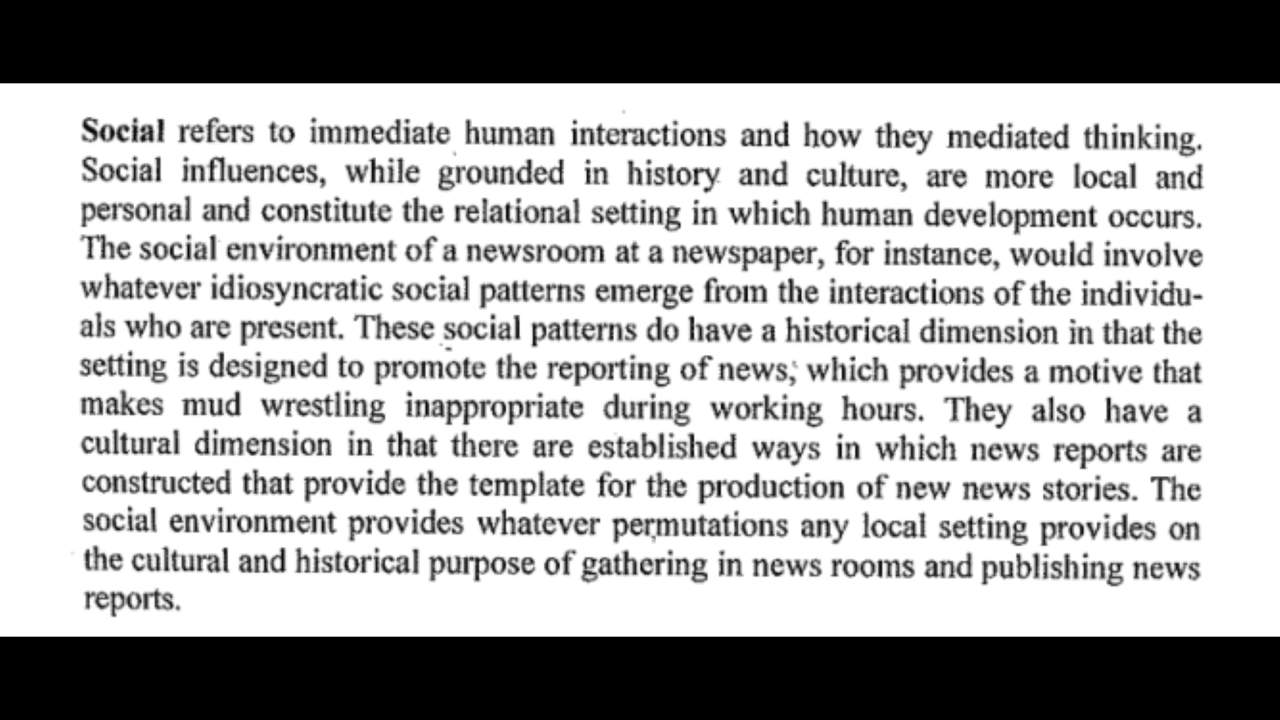 Social refers to immediate human interactions and how they mediated thinking.
Social influences, while grounded in history and culture, are more local and
personal and constitute the relational setting in which human development occurs.
The social environment of a newsroom at a newspaper, for instance, would involve
whatever idiosyncratic social patterns emerge from the interactions of the individu-
als who are present. These social patterns do have a historical dimension in that the
setting is designed to promote the reporting of news, which provides a motive that
makes mud wrestling inappropriate during working hours. They also have a
cultural dimension in that there are established ways in which news reports are
constructed that provide the template for the production of new news stories. The
social environment provides whatever permutations any local setting provides on
the cultural and historical purpose of gathering in news rooms and publishing news
reports.